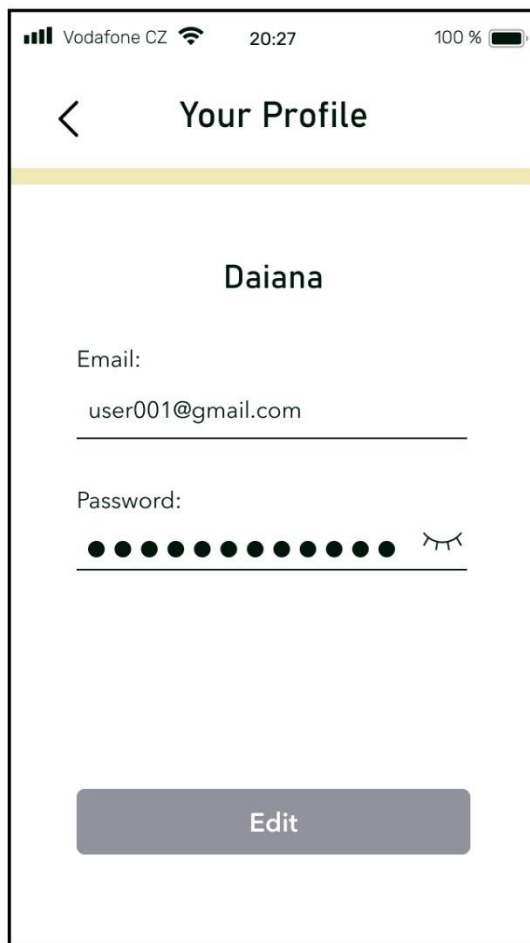 Vodafone CZ 20:27 100 %
Your Profile
Daiana
Email:
user001@gmail.com
Password:
●●●●●●●●●●●●
Edit